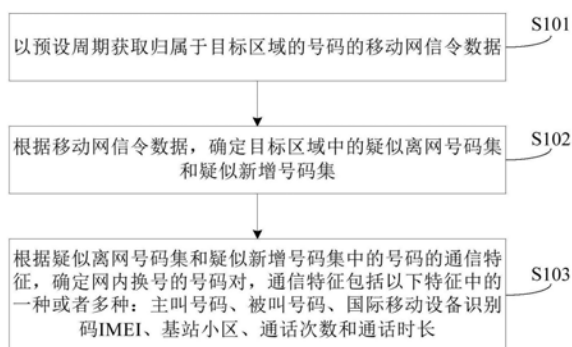 以预设周期获取归属于目标区域的号码的移动网信令数据
S101
根据移动网信令数据，确定目标区域中的疑似离网号码集
和疑似新增号码集
S102
根据疑似离网号码集和疑似新增号码集中的号码的通信特
征，确定网内换号的号码对，通信特征包括以下特征中的
一种或者多种：主叫号码、被叫号码、国际移动设备识别
码IMEI、基站小区、通话次数和通话时长
S103